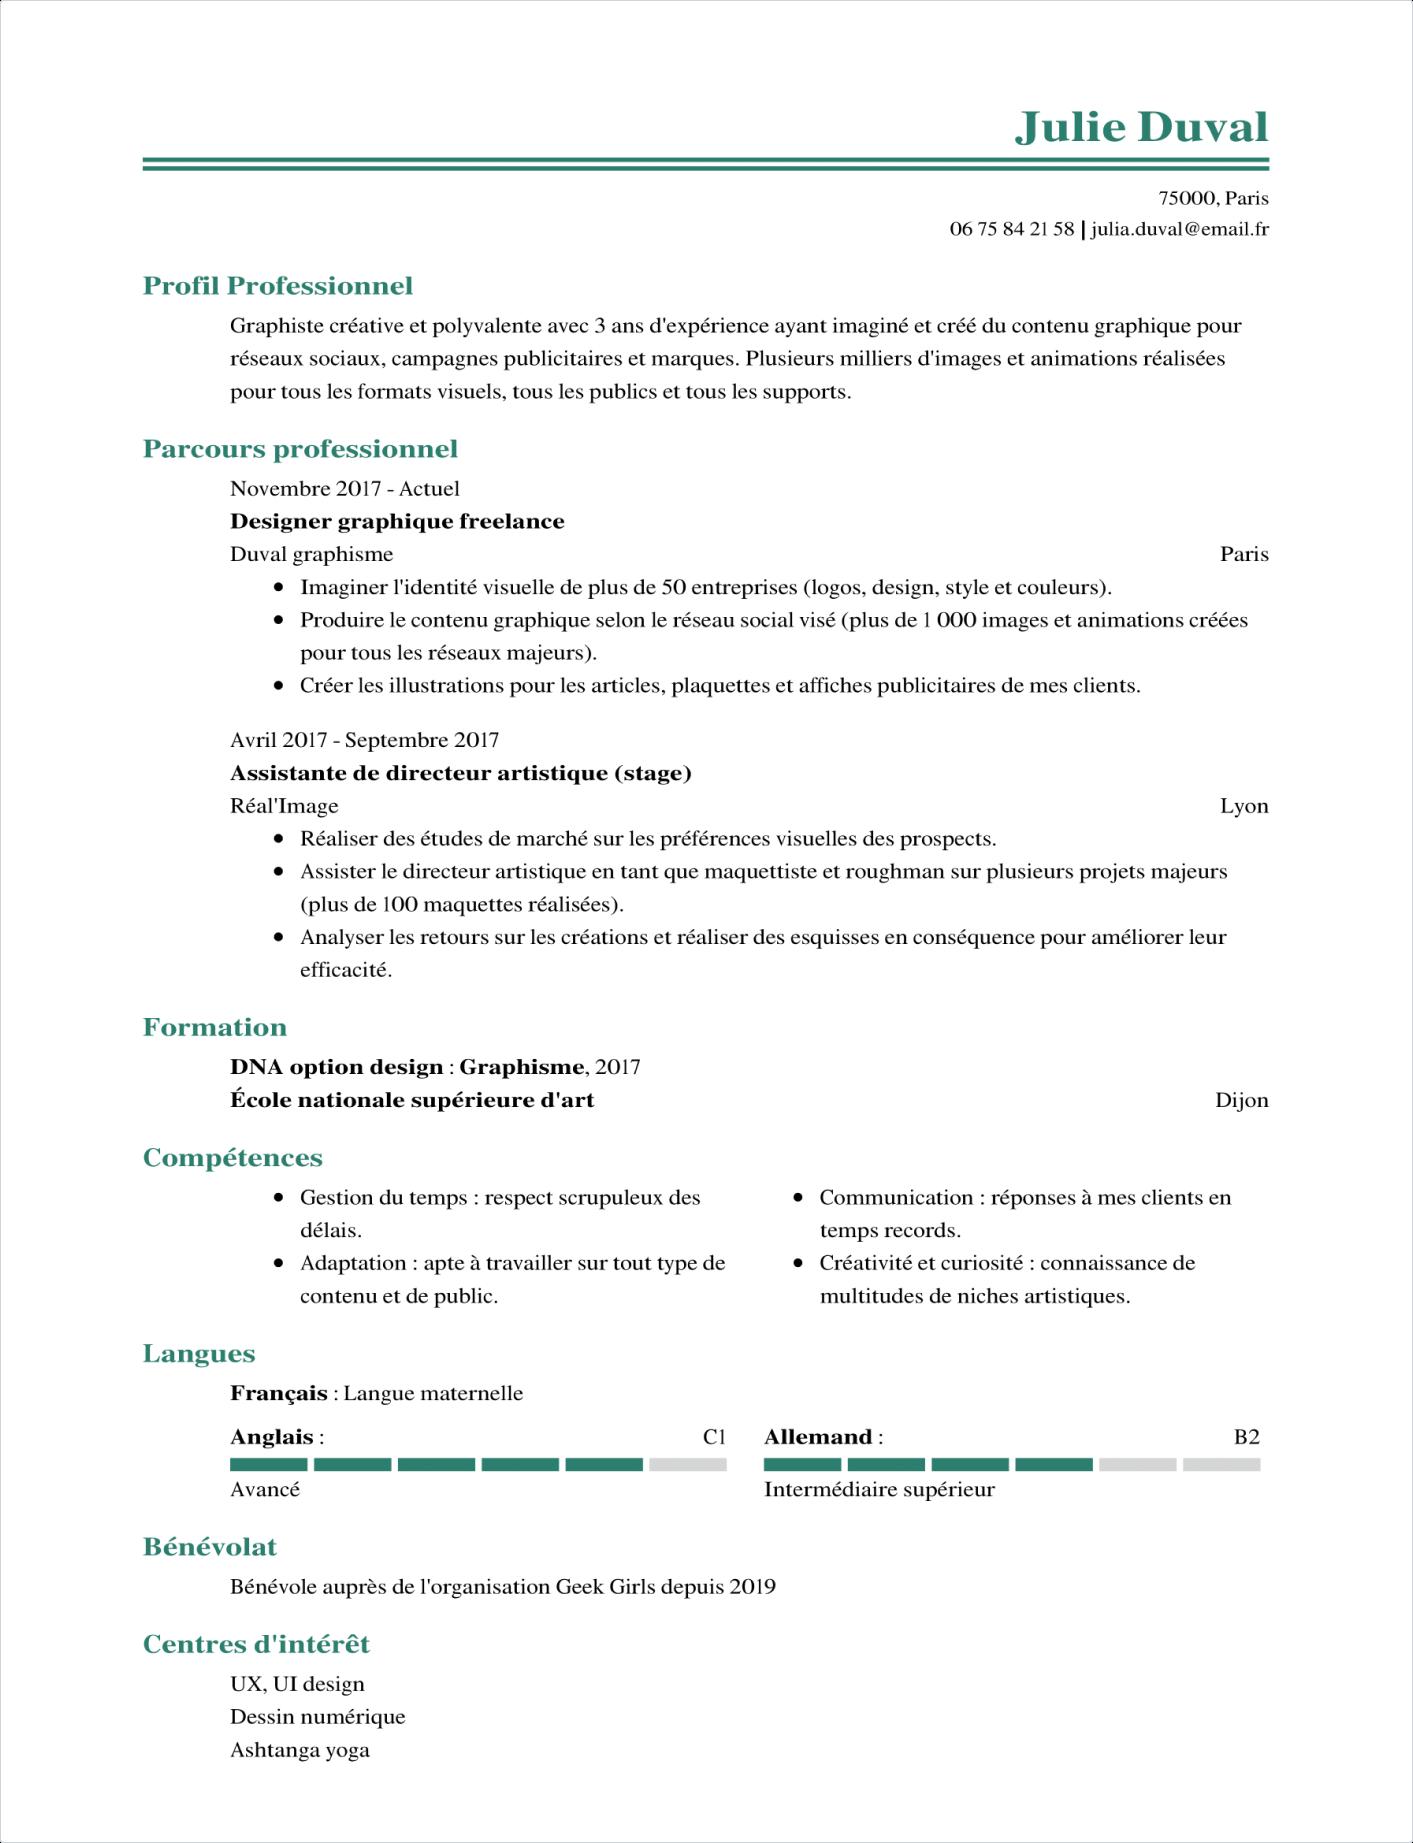 Julie Duval
75000, Paris
06 75 84 21 58 | julia.duval@email.fr
Profil Professionnel
Graphiste créative et polyvalente avec 3 ans d'expérience ayant imaginé et créé du contenu graphique pour
réseaux sociaux, campagnes publicitaires et marques. Plusieurs milliers d'images et animations réalisées
pour tous les formats visuels, tous les publics et tous les supports.
Parcours professionnel
Novembre 2017 - Actuel
Designer graphique freelance
Duval graphisme Paris
• Imaginer l'identité visuelle de plus de 50 entreprises (logos, design, style et couleurs).
• Produire le contenu graphique selon le réseau social visé (plus de 1 000 images et animations créées
pour tous les réseaux majeurs).
• Créer les illustrations pour les articles, plaquettes et affiches publicitaires de mes clients.
Avril 2017 - Septembre 2017
Assistante de directeur artistique (stage)
Réal'Image Lyon
• Réaliser des études de marché sur les préférences visuelles des prospects.
• Assister le directeur artistique en tant que maquettiste et roughman sur plusieurs projets majeurs
(plus de 100 maquettes réalisées).
• Analyser les retours sur les créations et réaliser des esquisses en conséquence pour améliorer leur
efficacité.
Formation
DNA option design : Graphisme, 2017
École nationale supérieure d'art Dijon
Compétences
• Gestion du temps : respect scrupuleux des
délais.
• Adaptation : apte à travailler sur tout type de
contenu et de public.
• Communication : réponses à mes clients en
temps records.
• Créativité et curiosité : connaissance de
multitudes de niches artistiques.
Langues
Français : Langue maternelle
Anglais : C1
Avancé
Allemand : B2
Intermédiaire supérieur
Bénévolat
Bénévole auprès de l'organisation Geek Girls depuis 2019
Centres d'intérêt
UX, UI design
Dessin numérique
Ashtanga yoga